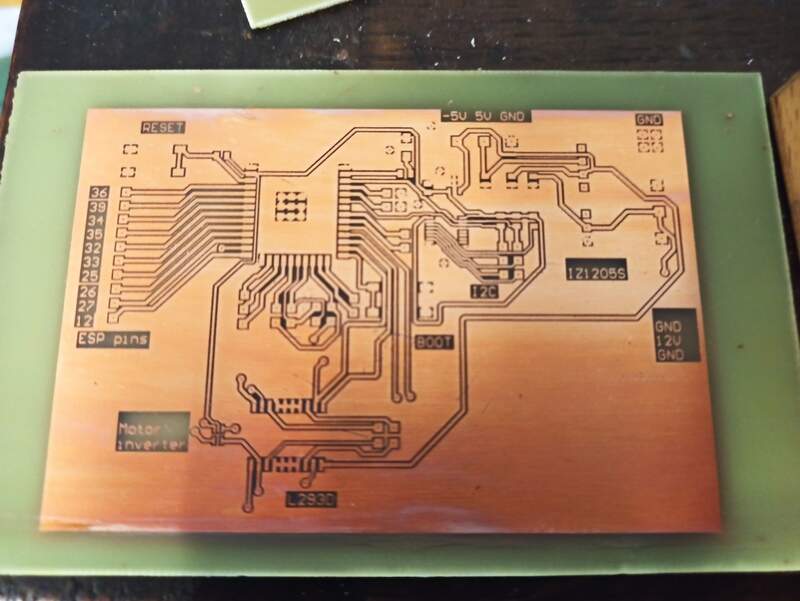 RESET
-5V 5V GND
GND
36
39
34
35
32
33
25
26
27
12
ESP pins
I2C
IZ1205S
BOOT
GND
12V
GND
Motor
inverter
L293D